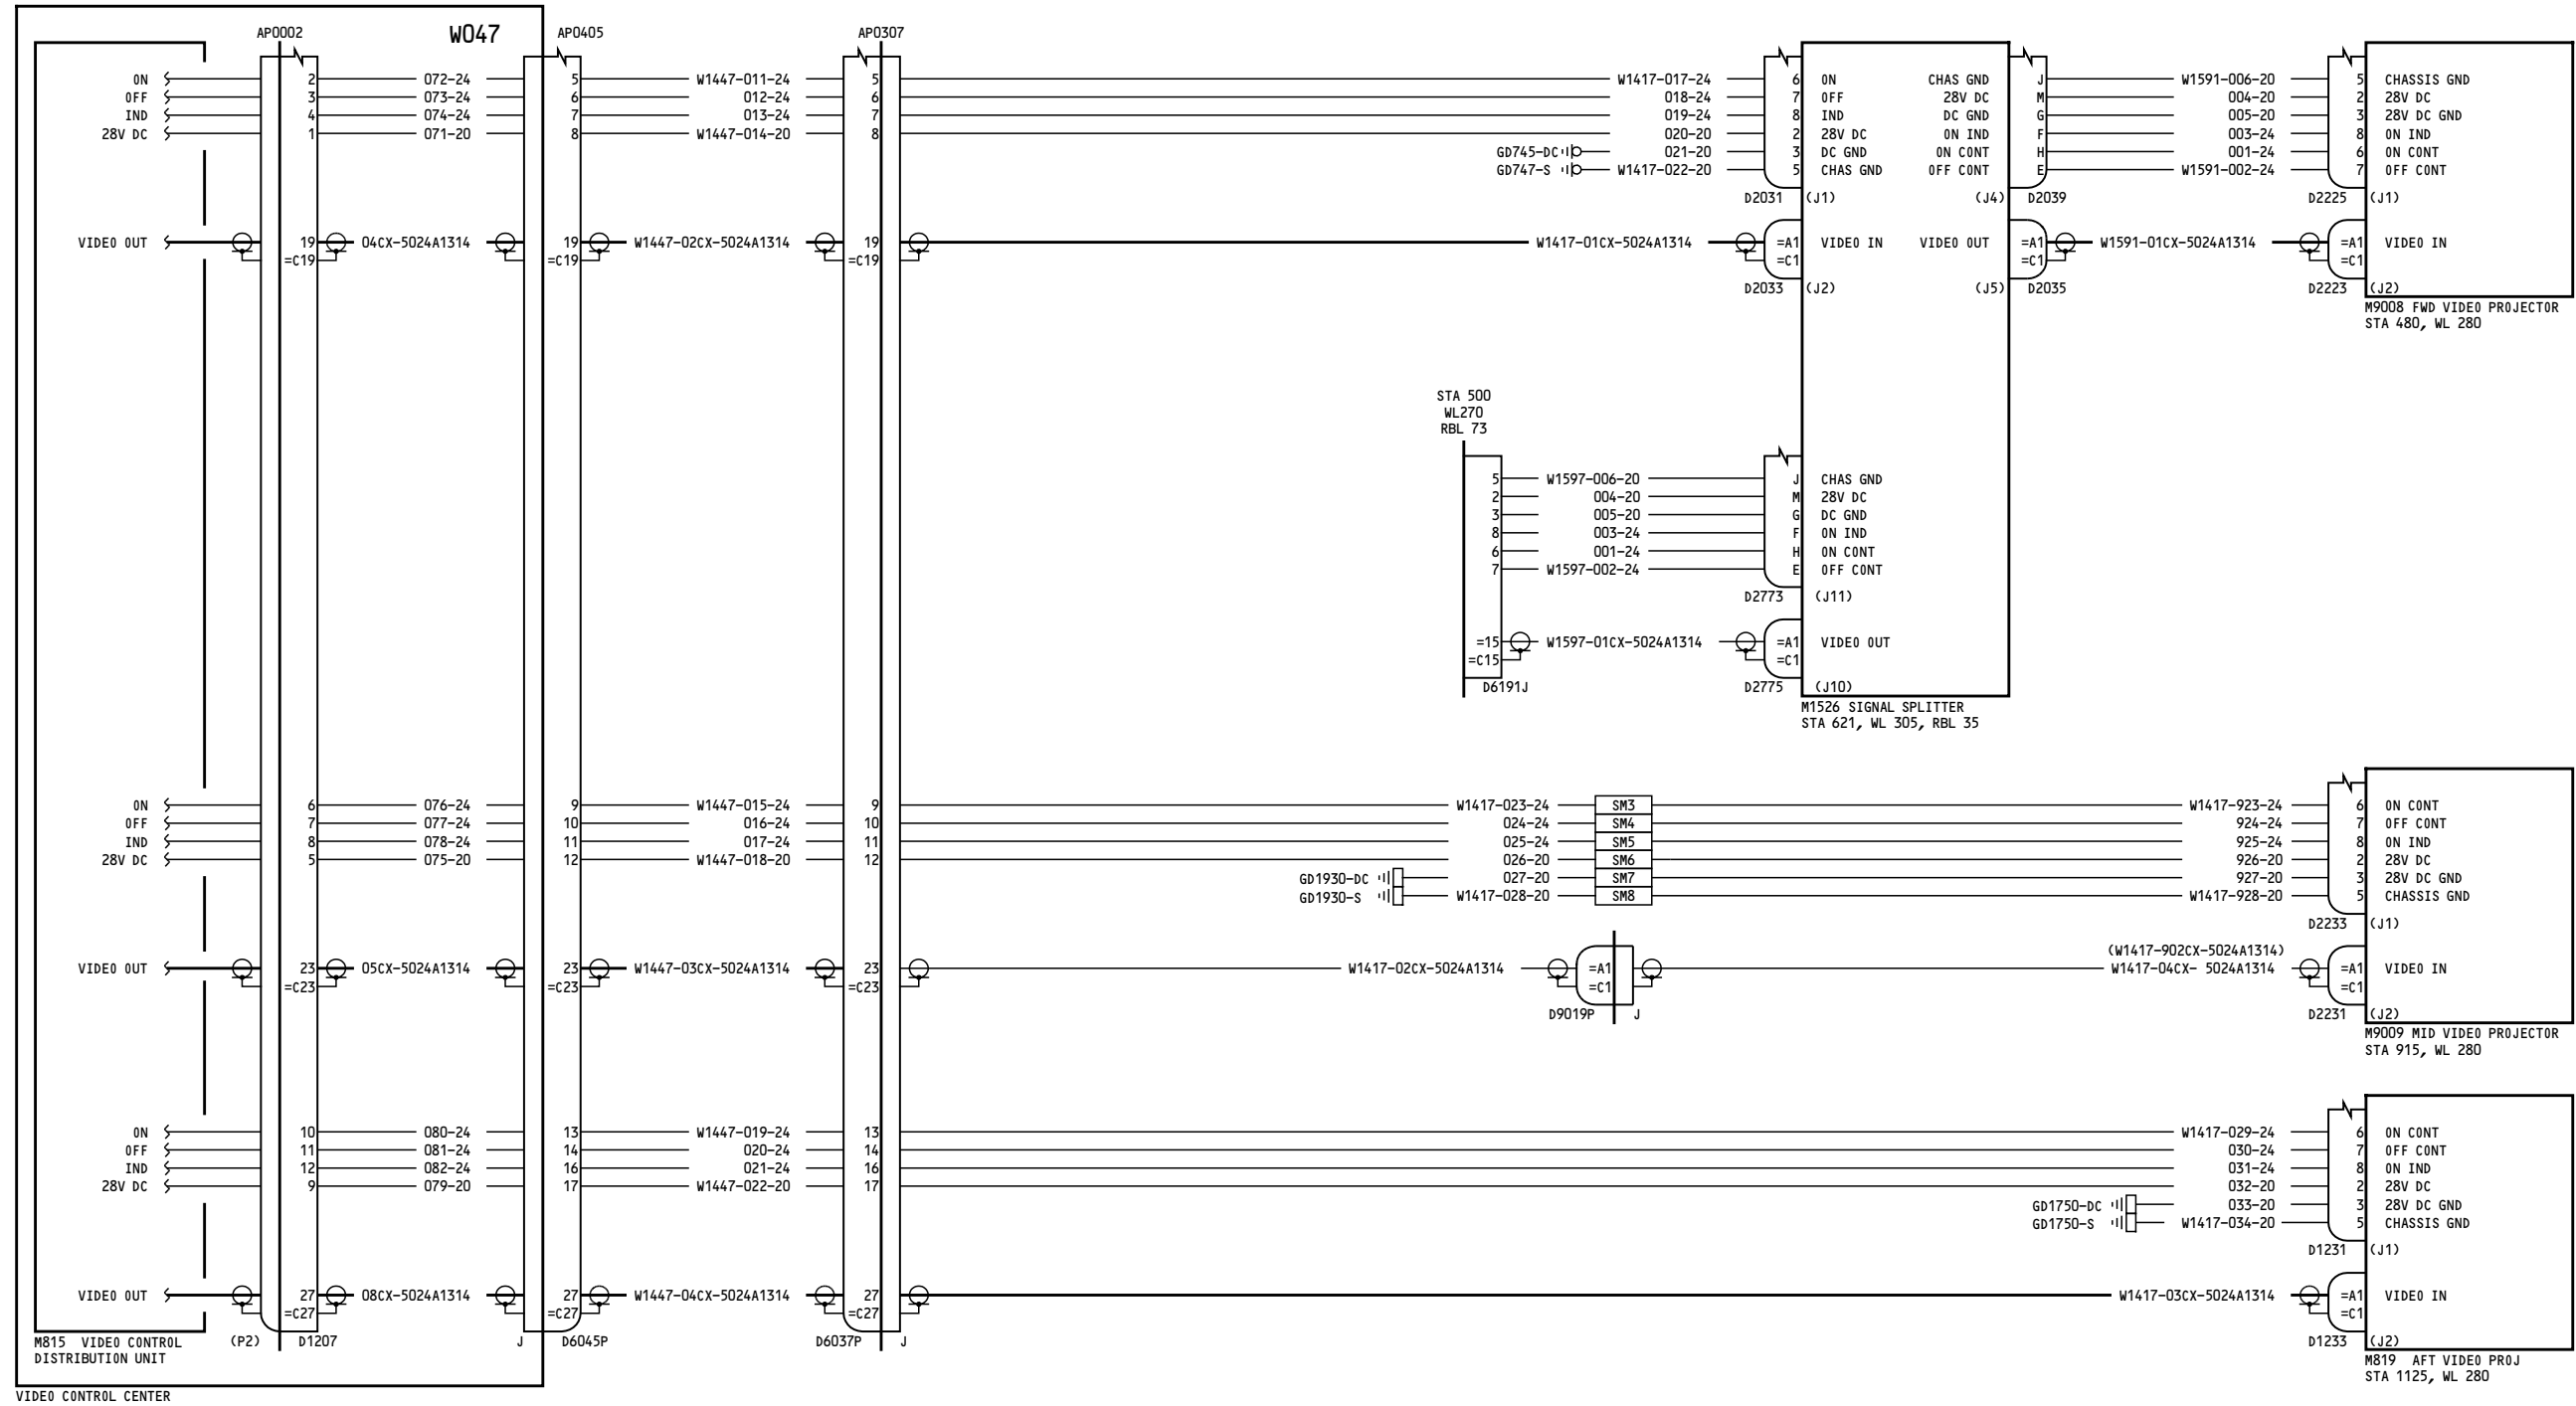 W047
AP0002 AP0405 AP0307
ON 2 072-24 5 W1447-011-24 5 W1417-017-24 6 ON CHAS GND J W1591-006-20 5 CHASSIS GND
OFF 3 073-24 6 012-24 6 018-24 7 OFF 28V DC M 004-20 2 28V DC
IND 4 074-24 7 013-24 7 019-24 8 IND DC GND G 005-20 3 28V DC GND
28V DC 1 071-20 8 W1447-014-20 8 020-20 2 28V DC ON IND F 003-24 8 ON IND
GD745-DC 021-20 3 DC GND ON CONT H 001-24 6 ON CONT
GD747-S W1417-022-20 5 CHAS GND OFF CONT E W1591-002-24 7 OFF CONT
D2031 (J1) (J4) D2039 D2225 (J1)
VIDEO OUT 19 04CX-5024A1314 19 W1447-02CX-5024A1314 19 W1417-01CX-5024A1314 =A1 VIDEO IN VIDEO OUT =A1 W1591-01CX-5024A1314 =A1 VIDEO IN
=C19 =C19 =C19 =C1 =C1 =C1
D2033 (J2) (J5) D2035 D2223 (J2)
M9008 FWD VIDEO PROJECTOR
STA 480, WL 280
STA 500
WL270
RBL 73
5 W1597-006-20 J CHAS GND
2 004-20 M 28V DC
3 005-20 G DC GND
8 003-24 F ON IND
6 001-24 H ON CONT
7 W1597-002-24 E OFF CONT
D2773 (J11)
=15 W1597-01CX-5024A1314 =A1 VIDEO OUT
=C15 =C1
D6191J D2775 (J10)
M1526 SIGNAL SPLITTER
STA 621, WL 305, RBL 35
ON 6 076-24 9 W1447-015-24 9 W1417-023-24 SM3 W1417-923-24 6 ON CONT
OFF 7 077-24 10 016-24 10 024-24 SM4 924-24 7 OFF CONT
IND 8 078-24 11 017-24 11 025-24 SM5 925-24 8 ON IND
28V DC 5 075-20 12 W1447-018-20 12 026-20 SM6 926-20 2 28V DC
GD1930-DC 027-20 SM7 927-20 3 28V DC GND
GD1930-S W1417-028-20 SM8 W1417-928-20 5 CHASSIS GND
D2233 (J1)
(W1417-902CX-5024A1314)
VIDEO OUT 23 05CX-5024A1314 23 W1447-03CX-5024A1314 23 W1417-02CX-5024A1314 =A1 W1417-04CX- 5024A1314 =A1 VIDEO IN
=C23 =C23 =C23 =C1 =C1
D9019P J D2231 (J2)
M9009 MID VIDEO PROJECTOR
STA 915, WL 280
ON 10 080-24 13 W1447-019-24 13 W1417-029-24 6 ON CONT
OFF 11 081-24 14 020-24 14 030-24 7 OFF CONT
IND 12 082-24 16 021-24 16 031-24 8 ON IND
28V DC 9 079-20 17 W1447-022-20 17 032-20 2 28V DC
GD1750-DC 033-20 3 28V DC GND
GD1750-S W1417-034-20 5 CHASSIS GND
D1231 (J1)
VIDEO OUT 27 08CX-5024A1314 27 W1447-04CX-5024A1314 27 W1417-03CX-5024A1314 =A1 VIDEO IN
=C27 =C27 =C27 =C1
M815 VIDEO CONTROL (P2) D1207 J D6045P D6037P J D1233 (J2)
DISTRIBUTION UNIT
M819 AFT VIDEO PROJ
STA 1125, WL 280
VIDEO CONTROL CENTER